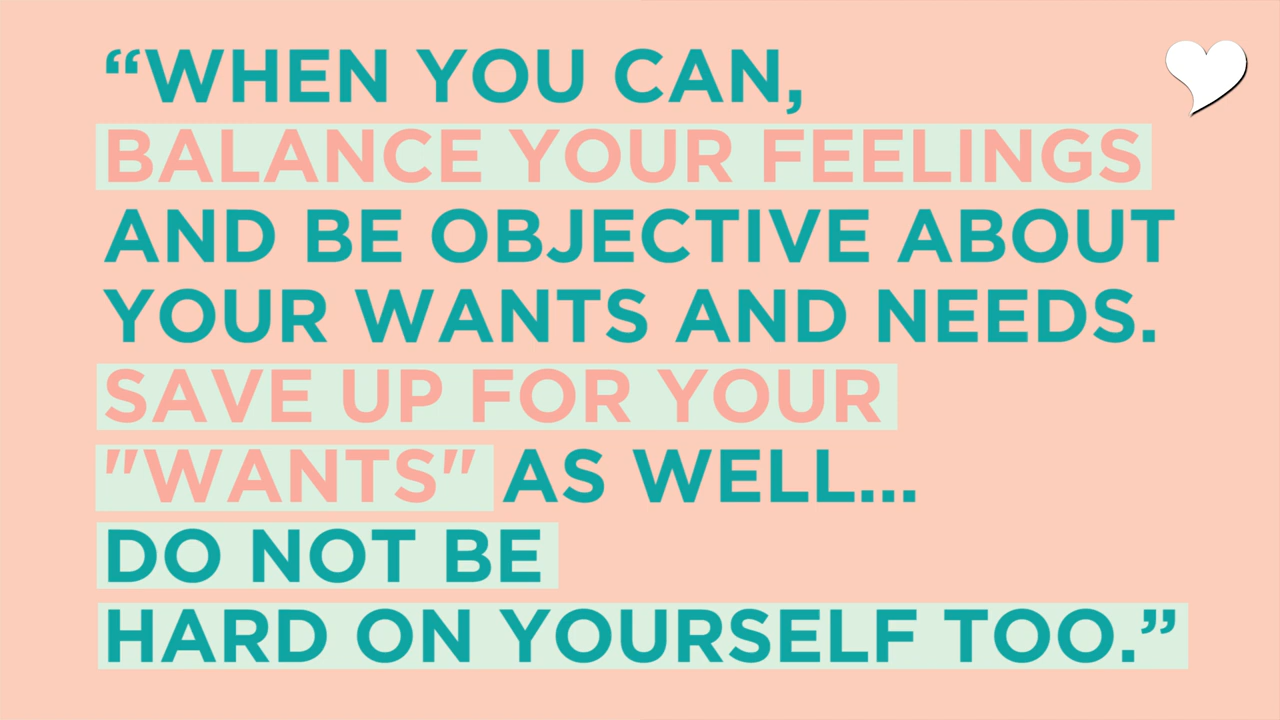 “WHEN YOU CAN,
BALANCE YOUR FEELINGS
AND BE OBJECTIVE ABOUT
YOUR WANTS AND NEEDS.
SAVE UP FOR YOUR
"WANTS" AS WELL...
DO NOT BE
HARD ON YOURSELF TOO.”